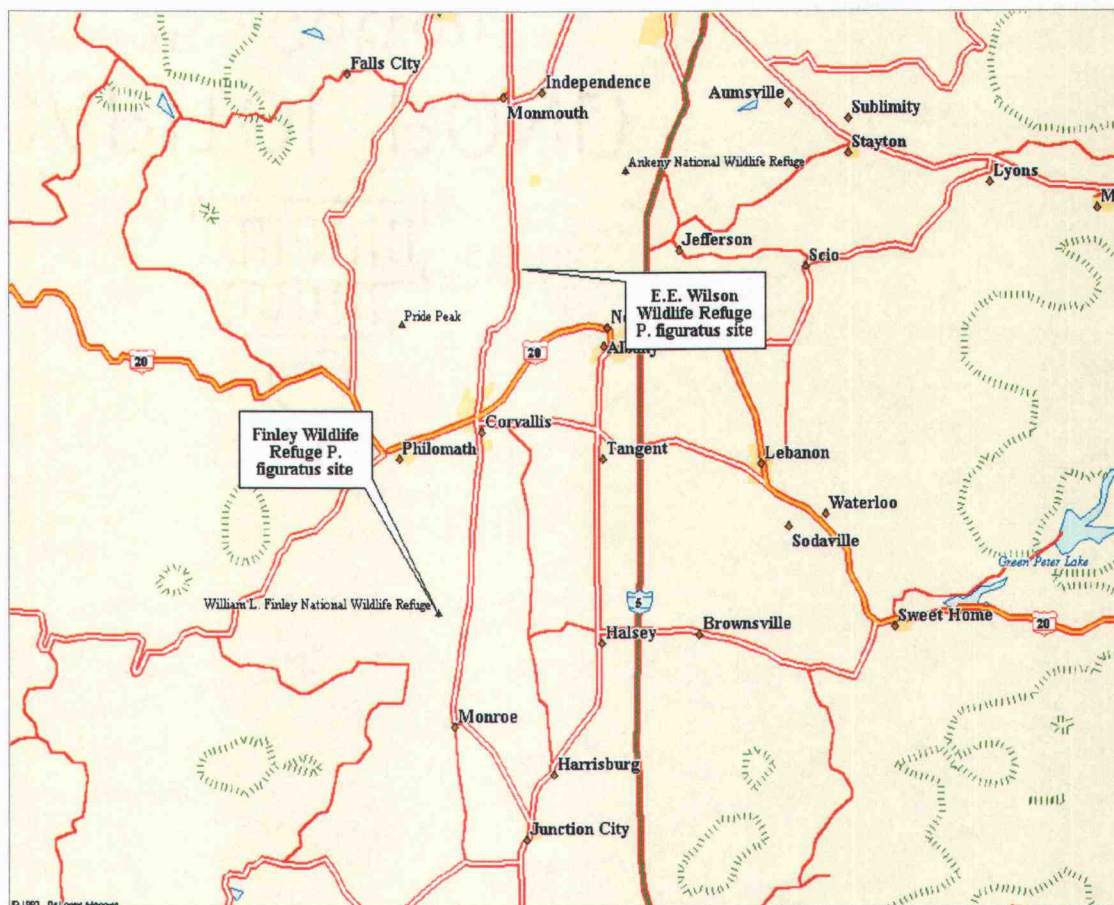 Falls City
Independence
Monmouth
Aumsville
Sublimity
Stayton
Ankeny National Wildlife Refuge
Lyons
M
Jefferson
Scio
E.E. Wilson
Wildlife Refuge
P. figuratus site
Pride Peak
20
20
Corvallis
Finley Wildlife
Refuge P.
figuratus site
Philomath
Tangent
Lebanon
Waterloo
Sodaville
Green Peter Lake
William L. Finley National Wildlife Refuge
5
Sweet Home
20
Halsey
Brownsville
Monroe
Harrisburg
Junction City